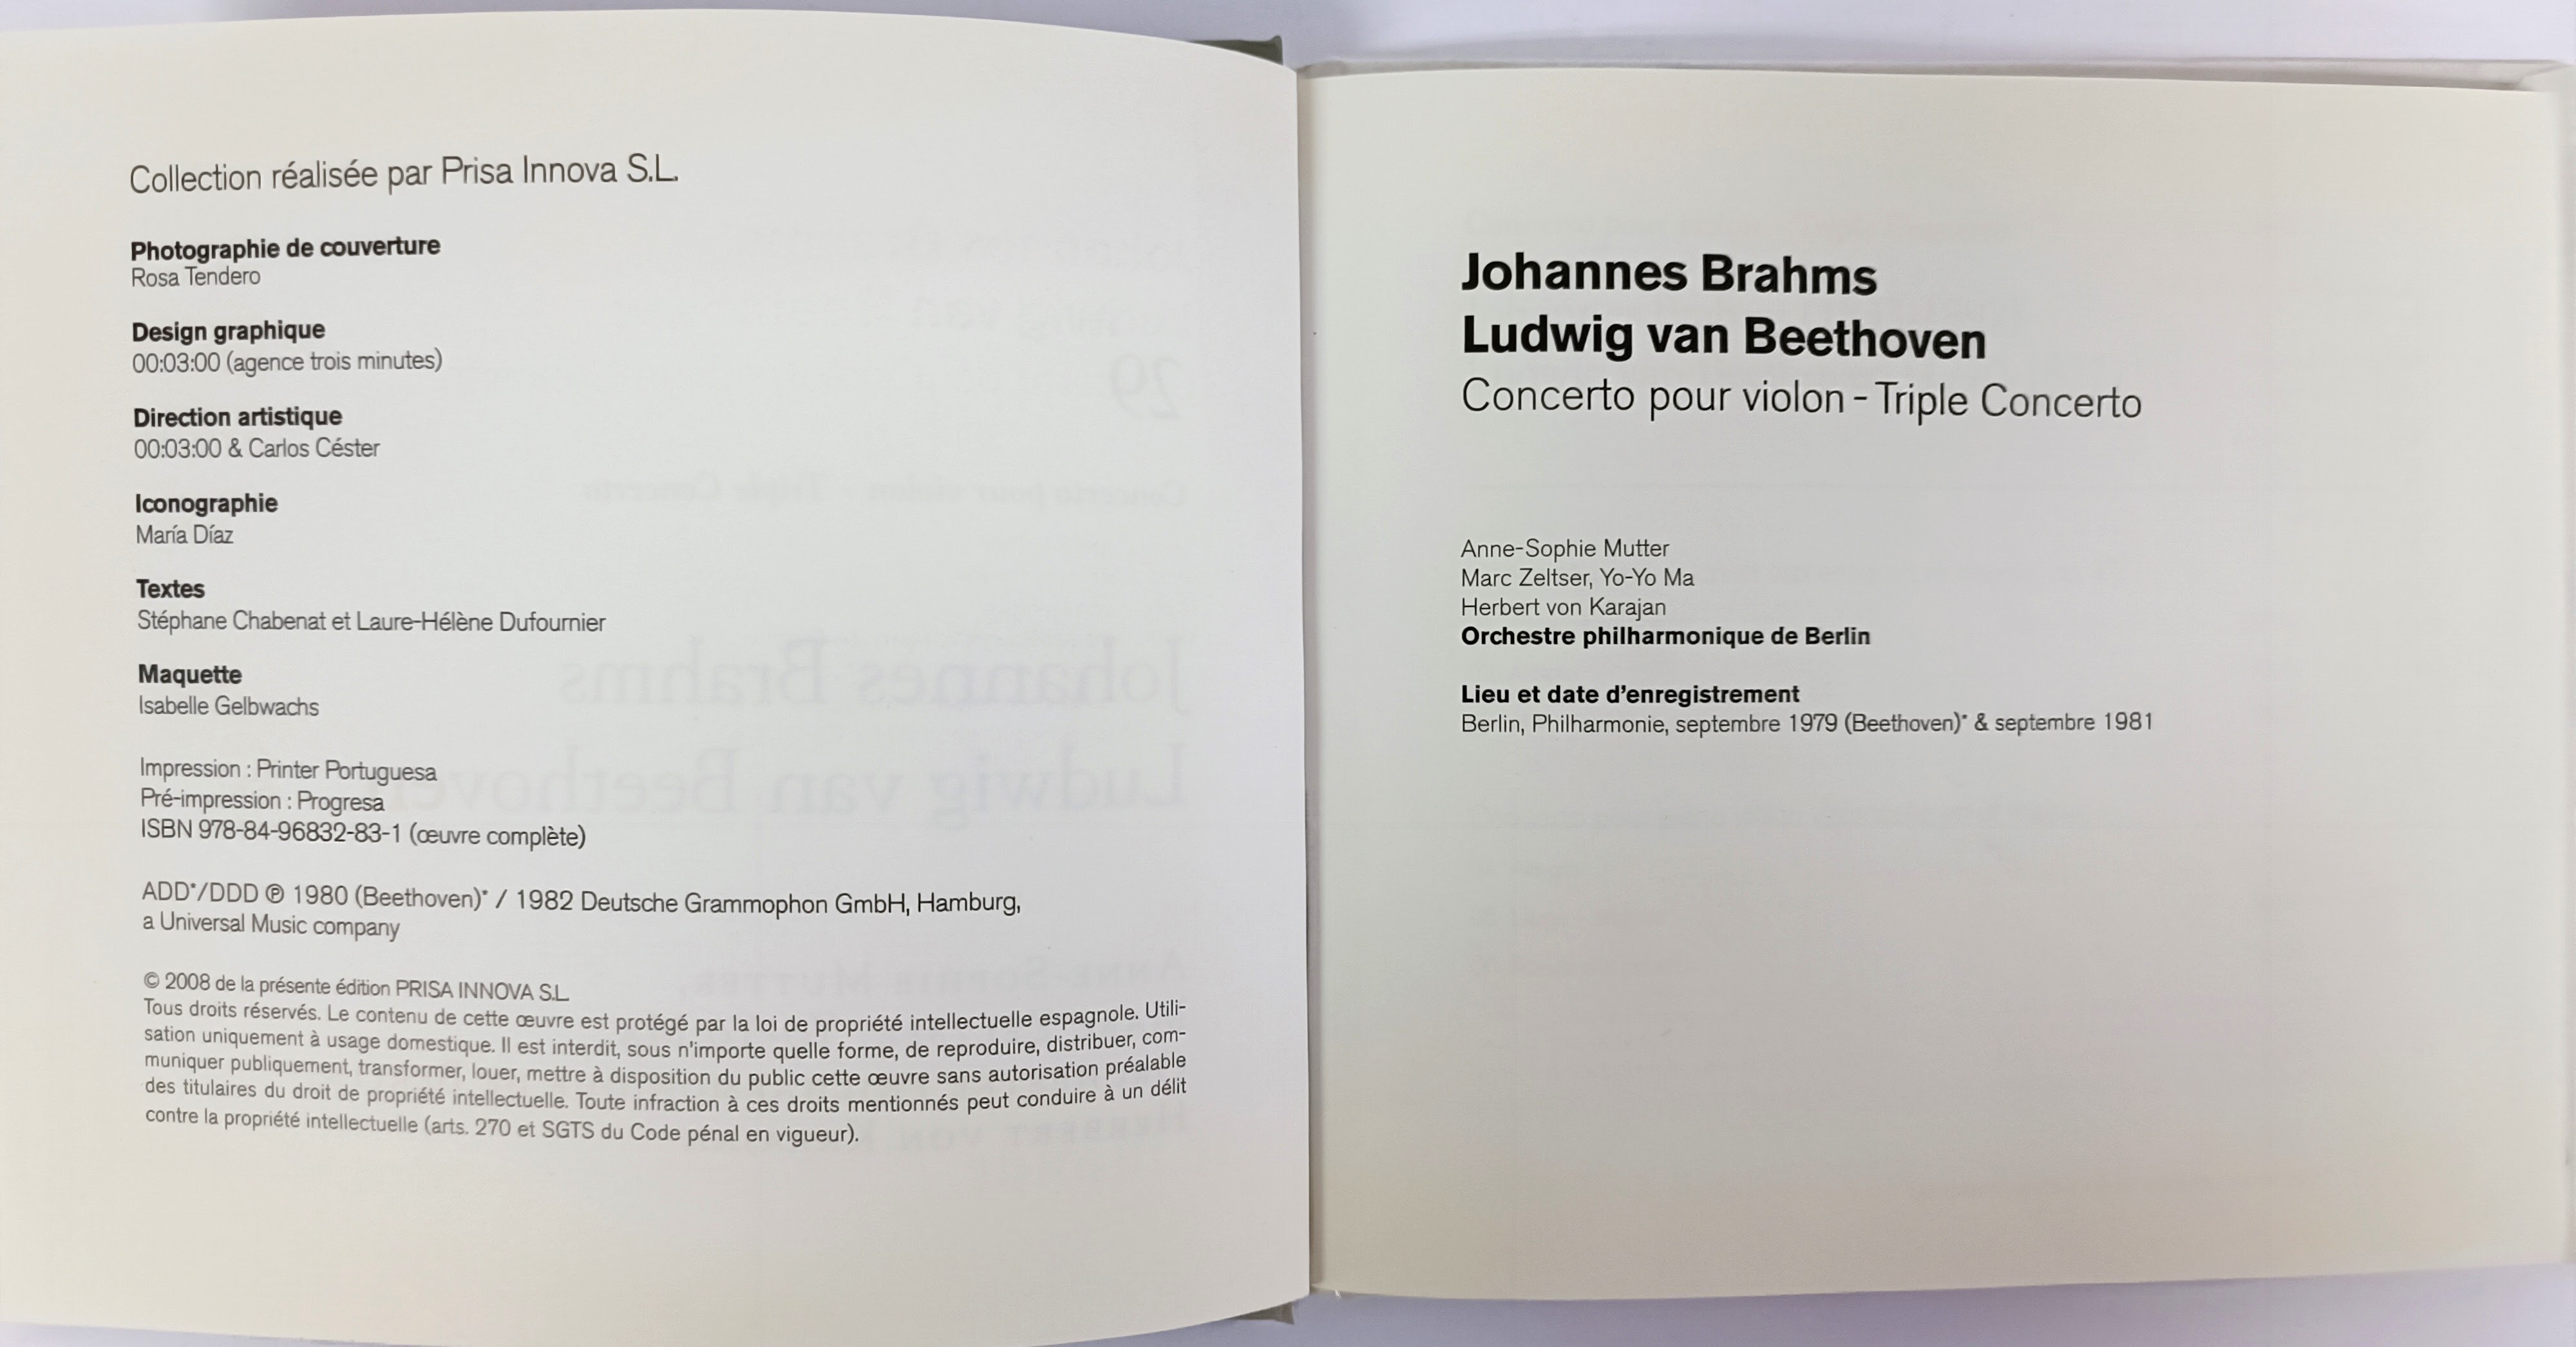 Collection réalisée par Prisa Innova S.L.
Photographie de couverture
Rosa Tendero
Design graphique
00:03:00 (agence trois minutes)
Direction artistique
00:03:00 & Carlos Céster
Iconographie
María Díaz
Textes
Stéphane Chabenat et Laure-Hélène Dufournier
Maquette
Isabelle Gelbwachs
Impression : Printer Portuguesa
Pré-impression : Progresa
ISBN 978-84-96832-83-1 (œuvre complète)
ADD*/DDD ℗ 1980 (Beethoven)* / 1982 Deutsche Grammophon GmbH, Hamburg,
a Universal Music company
© 2008 de la présente édition PRISA INNOVA S.L.
Tous droits réservés. Le contenu de cette œuvre est protégé par la loi de propriété intellectuelle espagnole. Utili-
sation uniquement à usage domestique. Il est interdit, sous n'importe quelle forme, de reproduire, distribuer, com-
muniquer publiquement, transformer, louer, mettre à disposition du public cette œuvre sans autorisation préalable
des titulaires du droit de propriété intellectuelle. Toute infraction à ces droits mentionnés peut conduire à un délit
contre la propriété intellectuelle (arts. 270 et SGTS du Code pénal en vigueur).
Johannes Brahms
Ludwig van Beethoven
Concerto pour violon - Triple Concerto
Anne-Sophie Mutter
Marc Zeltser, Yo-Yo Ma
Herbert von Karajan
Orchestre philharmonique de Berlin
Lieu et date d'enregistrement
Berlin, Philharmonie, septembre 1979 (Beethoven)* & septembre 1981